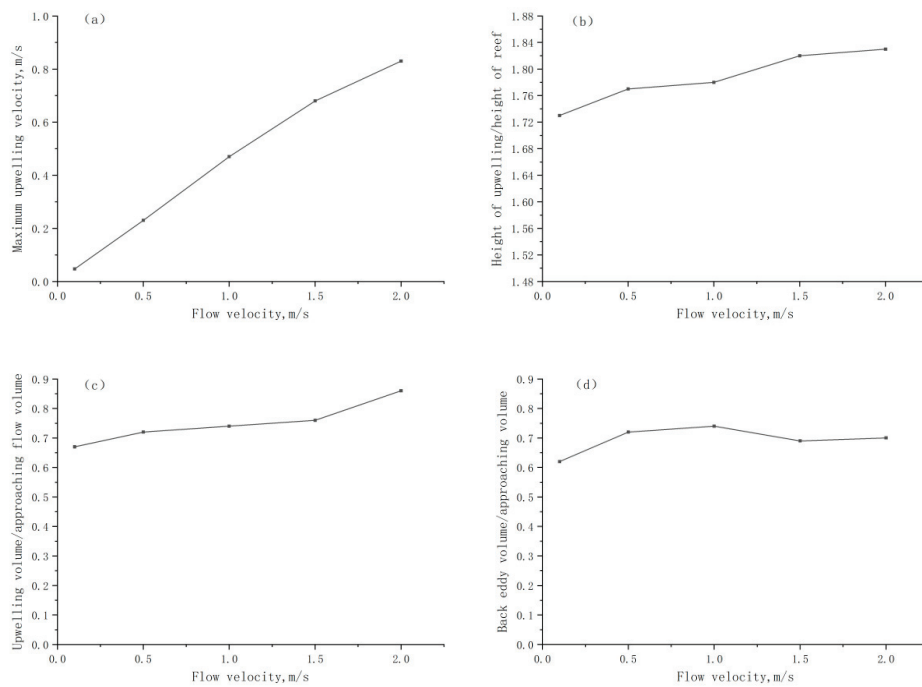 (a)
1.0
0.8
0.6
0.4
0.2
0.0
Maximum upwelling velocity,m/s
0.0 0.5 1.0 1.5 2.0
Flow velocity,m/s
(b)
1.88
1.84
1.80
1.76
1.72
1.68
1.64
1.60
1.56
1.52
1.48
Height of upwelling/height of reef
0.0 0.5 1.0 1.5 2.0
Flow velocity,m/s
(c)
0.9
0.8
0.7
0.6
0.5
0.4
0.3
0.2
0.1
0.0
Upwelling volume/approaching flow volume
0.0 0.5 1.0 1.5 2.0
Flow velocity,m/s
(d)
0.9
0.8
0.7
0.6
0.5
0.4
0.3
0.2
0.1
0.0
Back eddy volume/approaching volume
0.0 0.5 1.0 1.5 2.0
Flow velocity,m/s